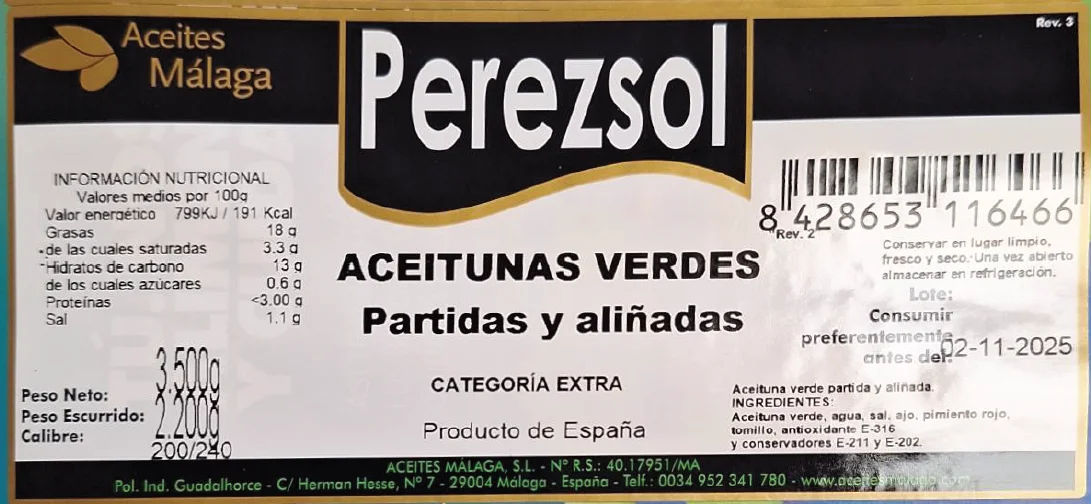 Aceites
Málaga
Perezsol
Rev. 3
INFORMACIÓN NUTRICIONAL
Valores medios por 100g
Valor energético 799KJ / 191 Kcal
Grasas 18 g
-de las cuales saturadas 3.3 g
-Hidratos de carbono 13 g
de los cuales azúcares 0.6 g
Proteínas <3.00 g
Sal 1.1 g
Peso Neto: 3.500g
Peso Escurrido: 2.200g
Calibre: 200/240
ACEITUNAS VERDES
Partidas y aliñadas
CATEGORÍA EXTRA
Producto de España
8 428653 116466
Rev. 2
Conservar en lugar limpio,
fresco y seco. Una vez abierto
almacenar en refrigeración.
Lote:
Consumir
preferentemente
antes del: 02-11-2025
Aceituna verde partida y aliñada.
INGREDIENTES:
Aceituna verde, agua, sal, ajo, pimiento rojo,
tomillo, antioxidante E-316
y conservadores E-211 y E-202.
ACEITES MÁLAGA, S.L. - Nº R.S.: 40.17951/MA
Pol. Ind. Guadalhorce - C/ Herman Hesse, Nº 7 - 29004 Málaga - España - Telf.: 0034 952 341 780 - www.aceitesmalaga.com